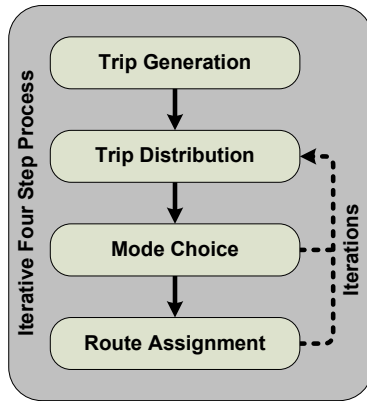 Iterative Four Step Process
Trip Generation
Trip Distribution
Mode Choice
Route Assignment
Iterations